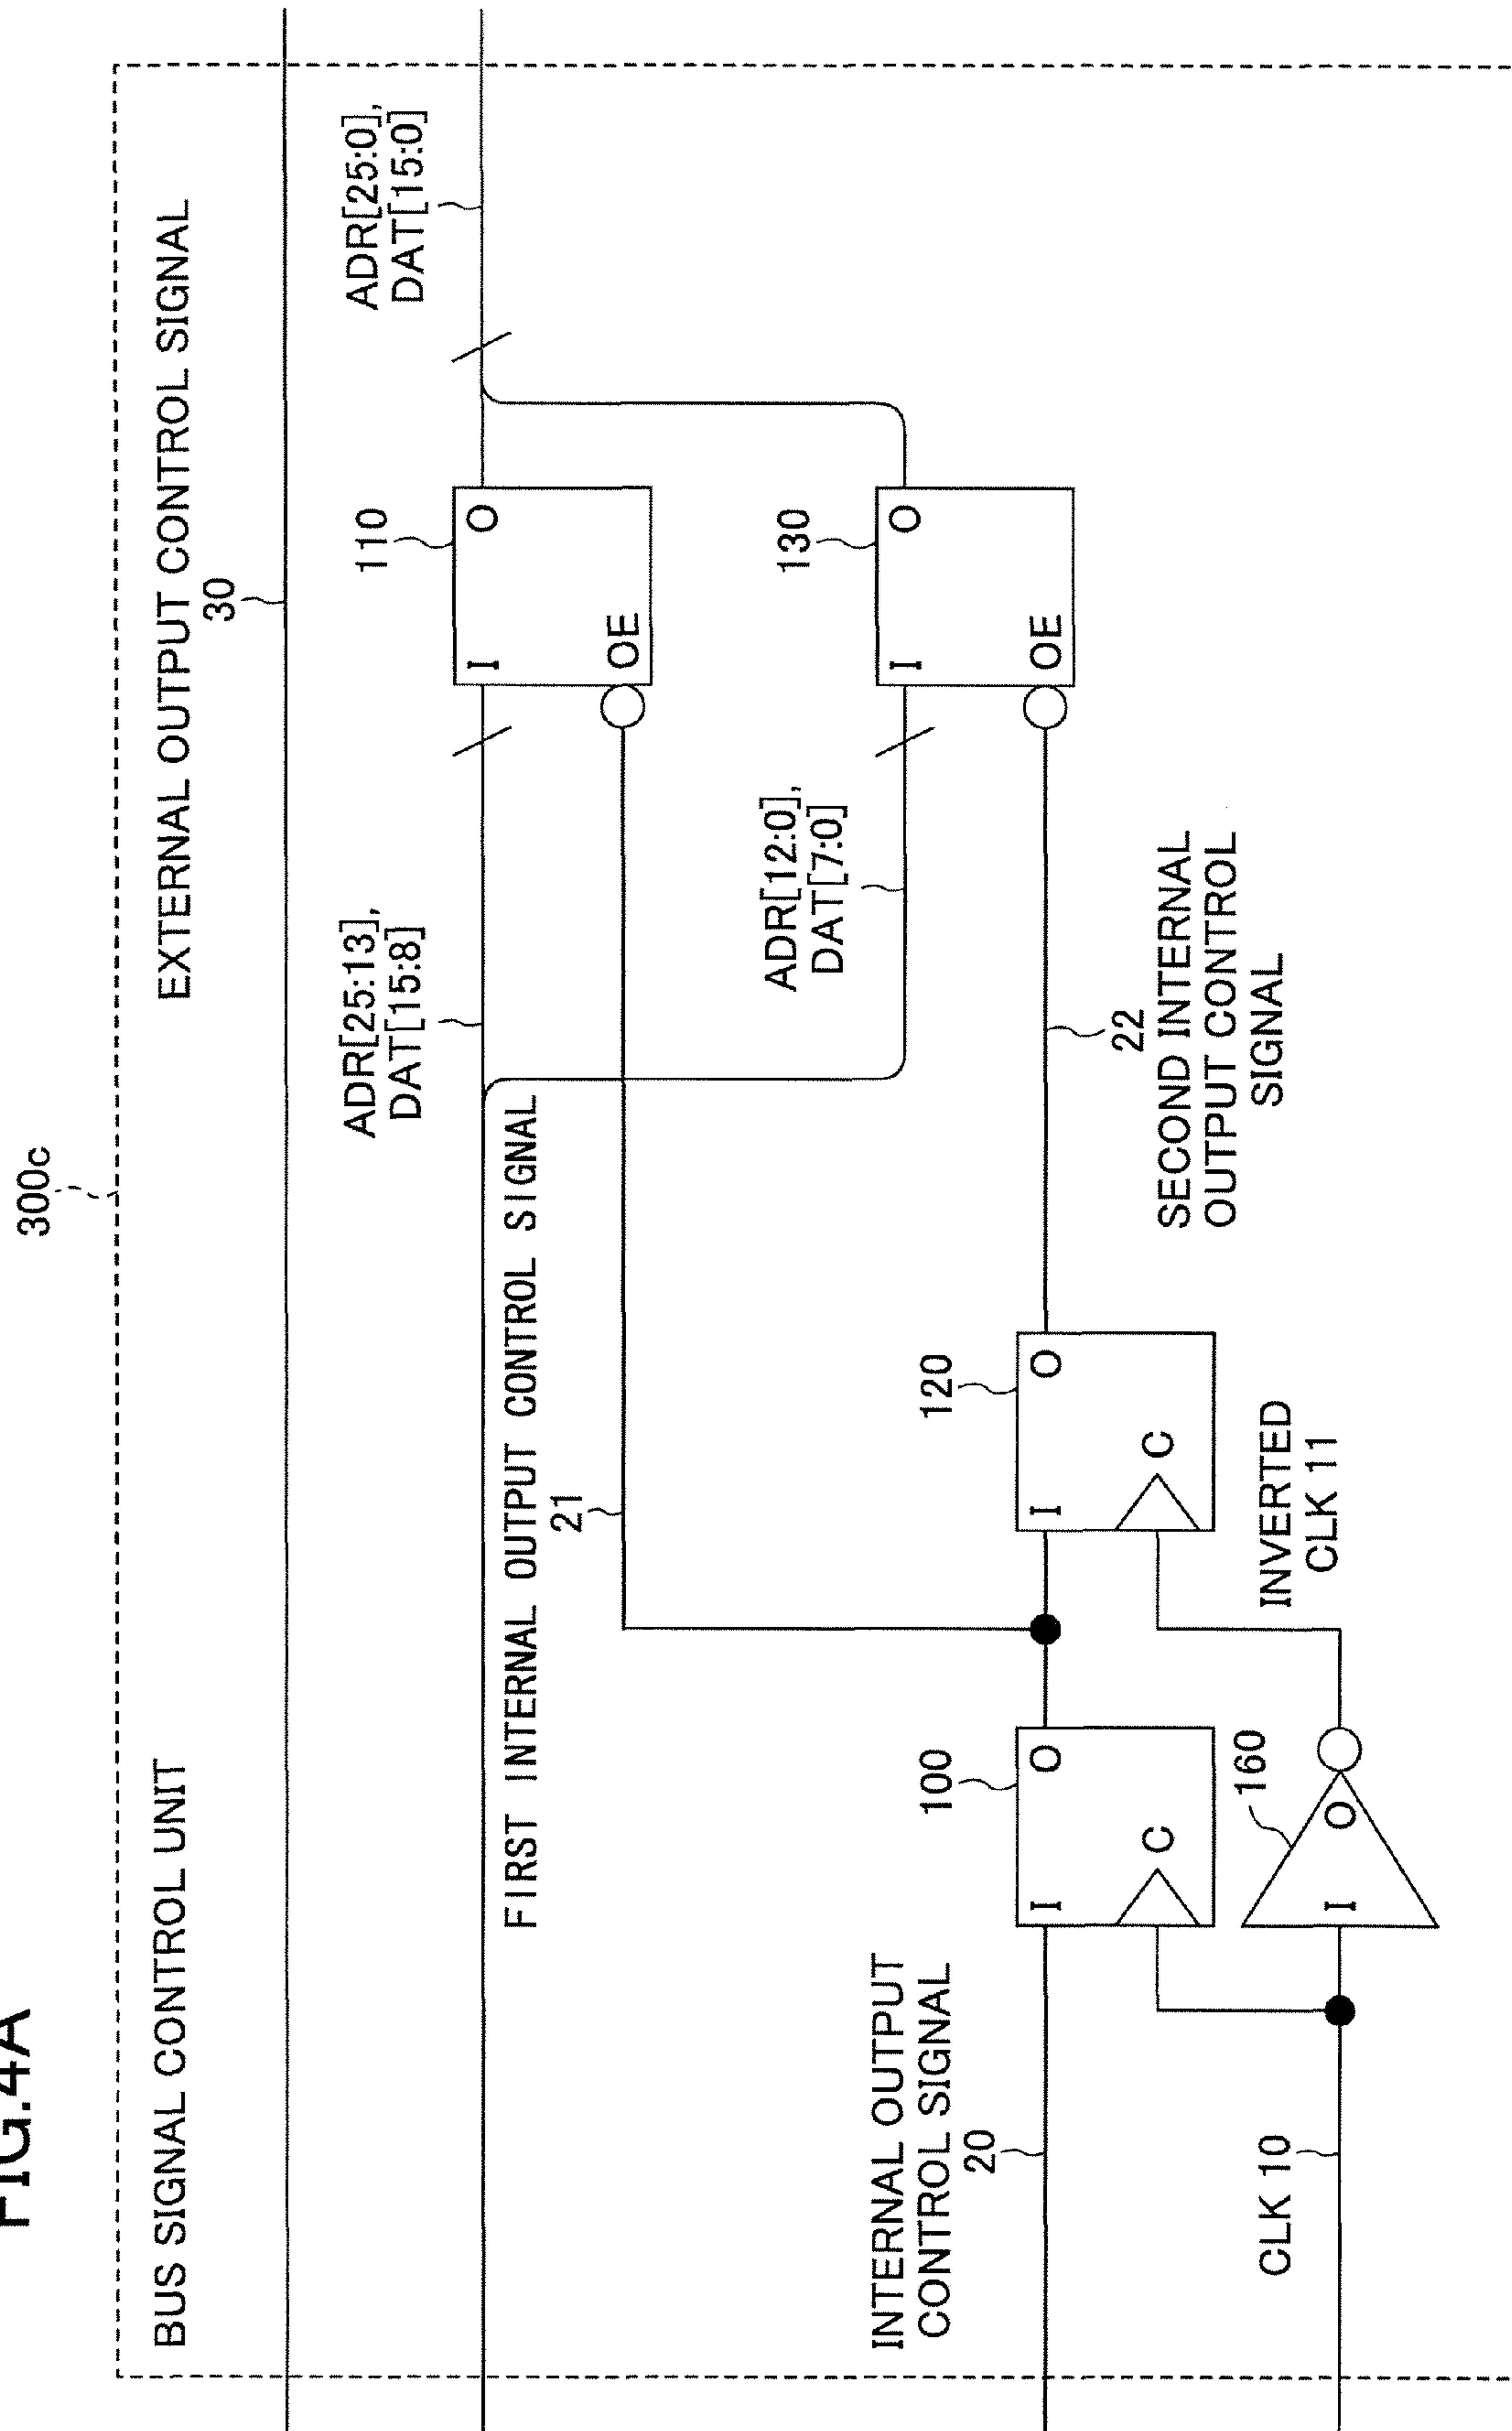 FIG.4A
300c
BUS SIGNAL CONTROL UNIT
EXTERNAL OUTPUT CONTROL SIGNAL
30
ADR[25:13],
DAT[15:8]
110
ADR[25:0],
DAT[15:0]
I
O
OE
FIRST INTERNAL OUTPUT CONTROL SIGNAL
21
ADR[12:0],
DAT[7:0]
130
I
O
OE
INTERNAL OUTPUT
CONTROL SIGNAL
20
100
I
O
C
120
I
O
C
22
SECOND INTERNAL
OUTPUT CONTROL
SIGNAL
CLK 10
160
I
O
INVERTED
CLK 11